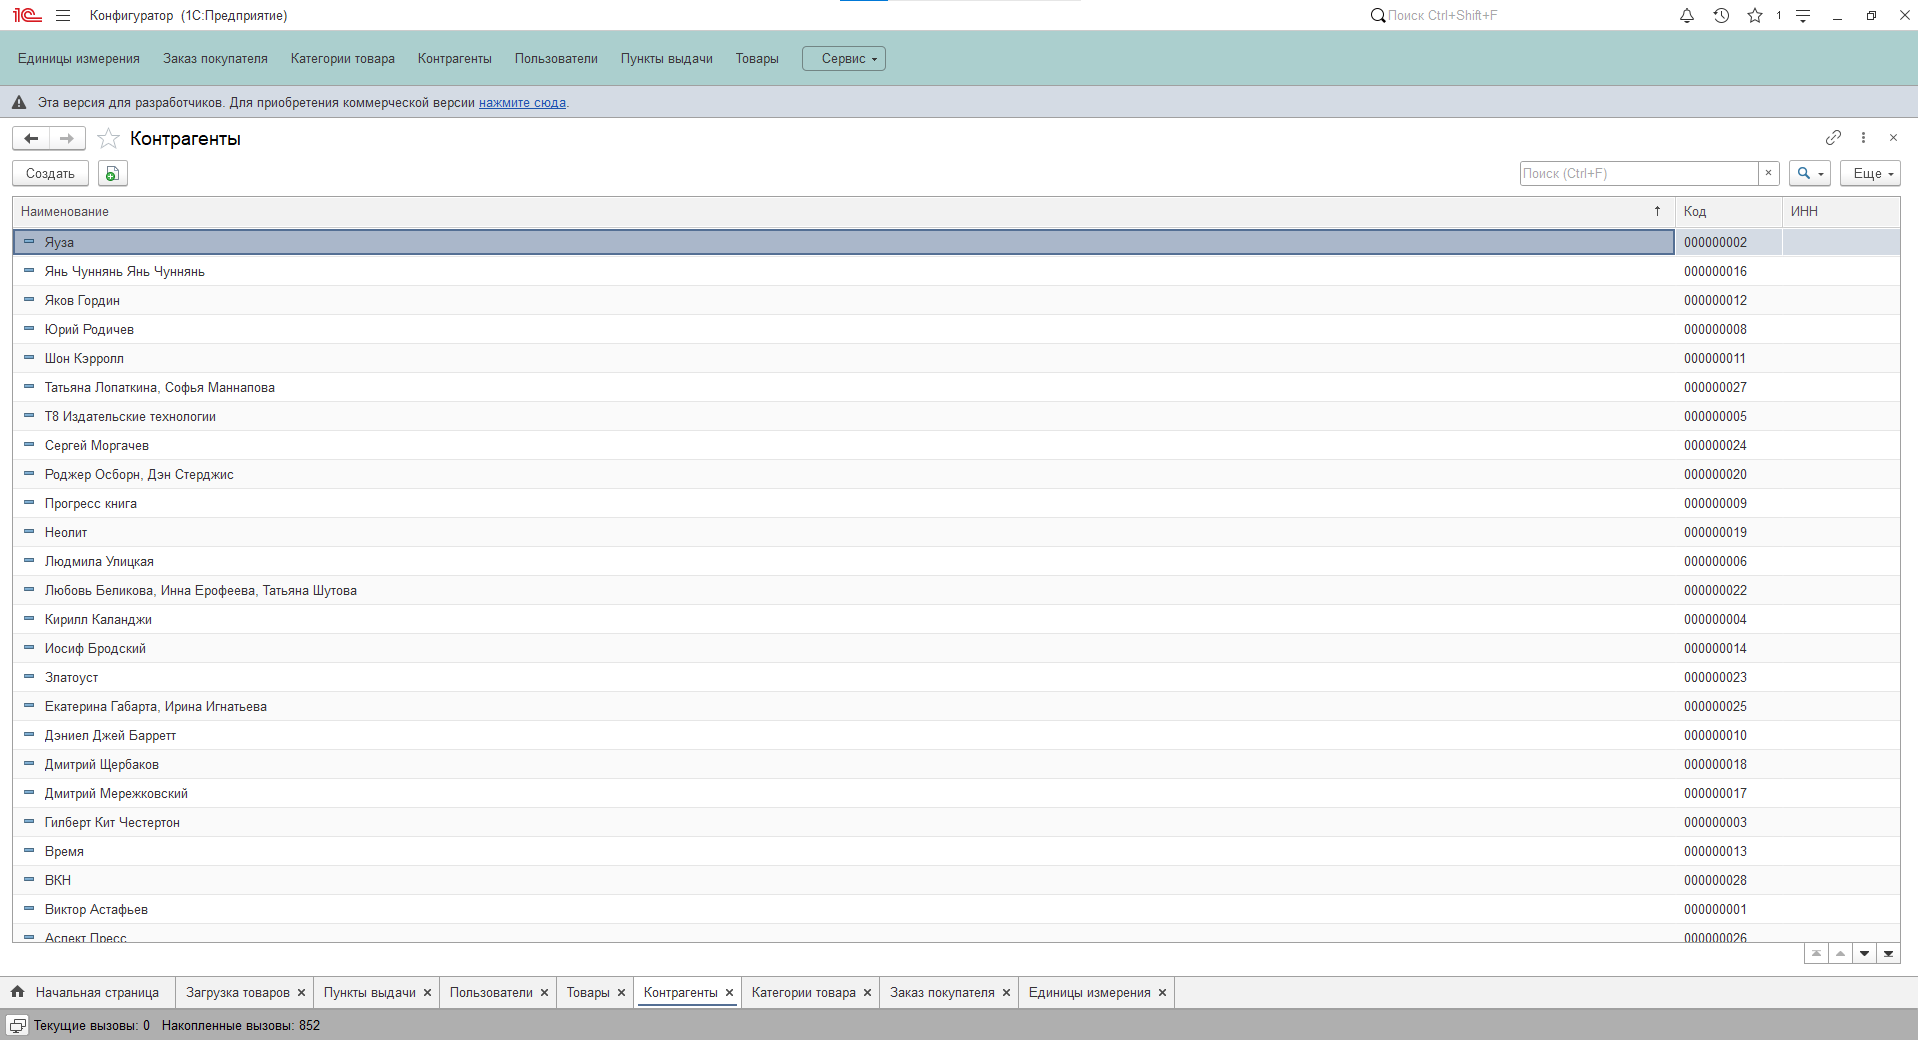 1С Конфигуратор (1С:Предприятие) Поиск Ctrl+Shift+F 1
Единицы измерения Заказ покупателя Категории товара Контрагенты Пользователи Пункты выдачи Товары Сервис
Эта версия для разработчиков. Для приобретения коммерческой версии нажмите сюда.
Контрагенты
Создать Поиск (Ctrl+F) × Еще
Наименование ↑ Код ИНН
Яуза 000000002
Янь Чуннянь Янь Чуннянь 000000016
Яков Гордин 000000012
Юрий Родичев 000000008
Шон Кэрролл 000000011
Татьяна Лопаткина, Софья Маннапова 000000027
Т8 Издательские технологии 000000005
Сергей Моргачев 000000024
Роджер Осборн, Дэн Стерджис 000000020
Прогресс книга 000000009
Неолит 000000019
Людмила Улицкая 000000006
Любовь Беликова, Инна Ерофеева, Татьяна Шутова 000000022
Кирилл Каланджи 000000004
Иосиф Бродский 000000014
Златоуст 000000023
Екатерина Габарта, Ирина Игнатьева 000000025
Дэниел Джей Барретт 000000010
Дмитрий Щербаков 000000018
Дмитрий Мережковский 000000017
Гилберт Кит Честертон 000000003
Время 000000013
ВКН 000000028
Виктор Астафьев 000000001
Аспект Пресс 000000026
Начальная страница Загрузка товаров × Пункты выдачи × Пользователи × Товары × Контрагенты × Категории товара × Заказ покупателя × Единицы измерения ×
Текущие вызовы: 0 Накопленные вызовы: 852